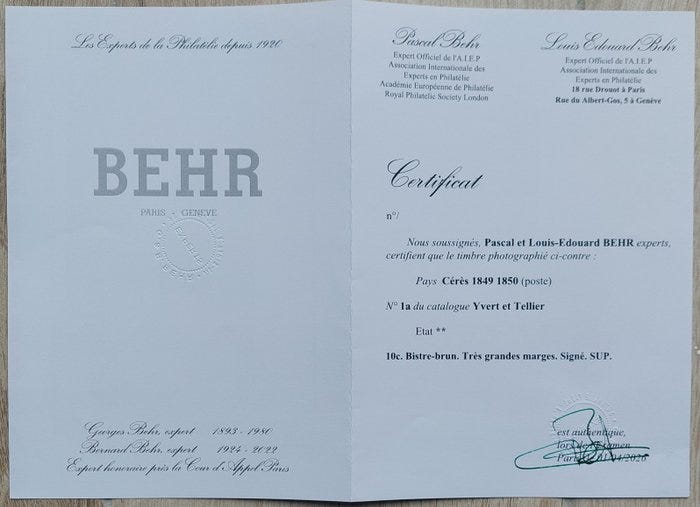 Les Experts de la Philatélie depuis 1920
BEHR
PARIS - GENEVE
Georges Behr, expert 1893 - 1980
Bernard Behr, expert 1924 - 2022
Expert honoraire près la Cour d'Appel Paris
Pascal Behr
Expert Officiel de l'A.I.E.P
Association Internationale des
Experts en Philatélie
Académie Européenne de Philatélie
Royal Philatelic Society London
Louis Edouard Behr
Expert Officiel de l'A.I.E.P
Association Internationale des
Experts en Philatélie
18 rue Drouot à Paris
Rue du Albert-Gos, 5 à Genève
Certificat
n°/
Nous soussignés, Pascal et Louis-Edouard BEHR experts,
certifient que le timbre photographié ci-contre :
Pays Cérès 1849 1850 (poste)
N° 1a du catalogue Yvert et Tellier
Etat **
10c. Bistre-brun. Très grandes marges. Signé. SUP.
est authentique,
lors de l'examen
/04/2026